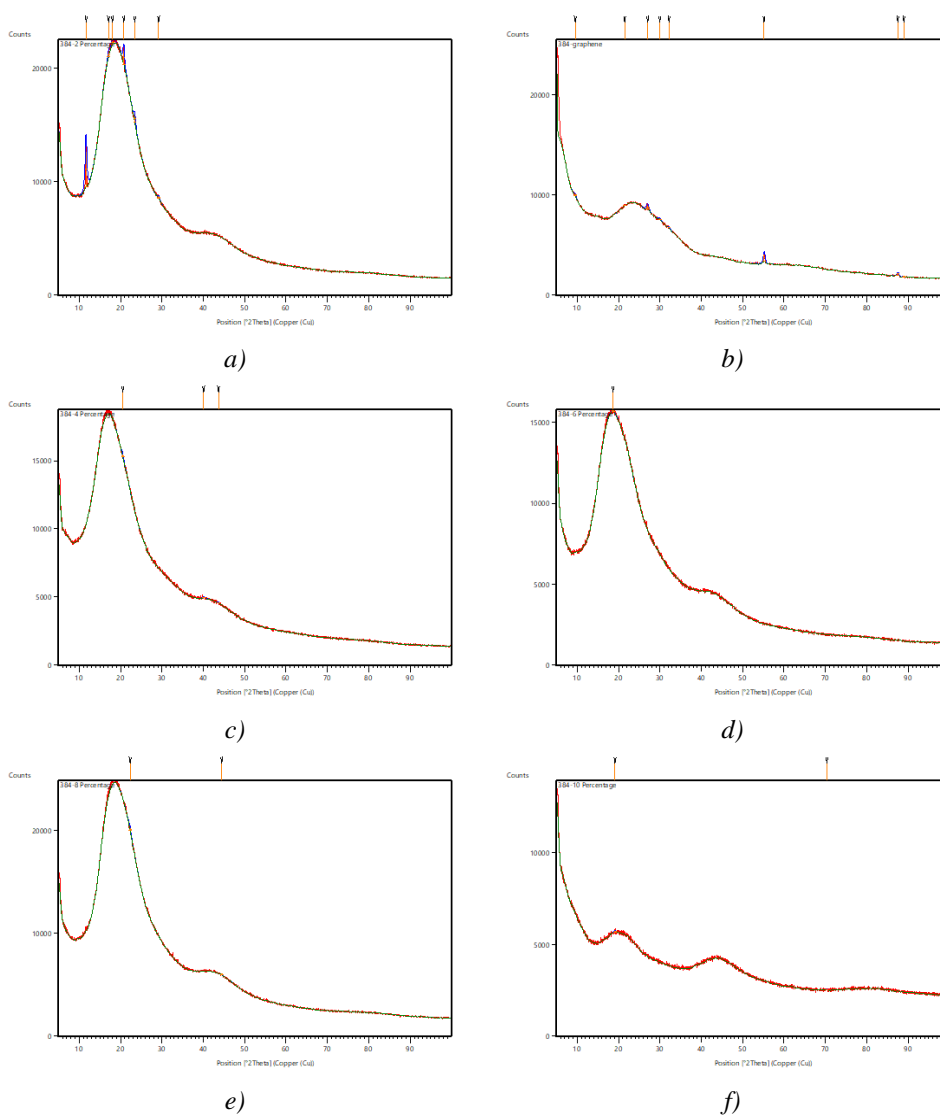 Counts
384-2 Percentage
20000
10000
0
10 20 30 40 50 60 70 80 90
Position [°2Theta] (Copper (Cu))
a)
Counts
384-graphene
20000
10000
0
10 20 30 40 50 60 70 80 90
Position [°2Theta] (Copper (Cu))
b)
Counts
384-4 Percentage
15000
10000
5000
0
10 20 30 40 50 60 70 80 90
Position [°2Theta] (Copper (Cu))
c)
Counts
384-6 Percentage
15000
10000
5000
0
10 20 30 40 50 60 70 80 90
Position [°2Theta] (Copper (Cu))
d)
Counts
384-8 Percentage
20000
10000
0
10 20 30 40 50 60 70 80 90
Position [°2Theta] (Copper (Cu))
e)
Counts
384-10 Percentage
10000
5000
0
10 20 30 40 50 60 70 80 90
Position [°2Theta] (Copper (Cu))
f)